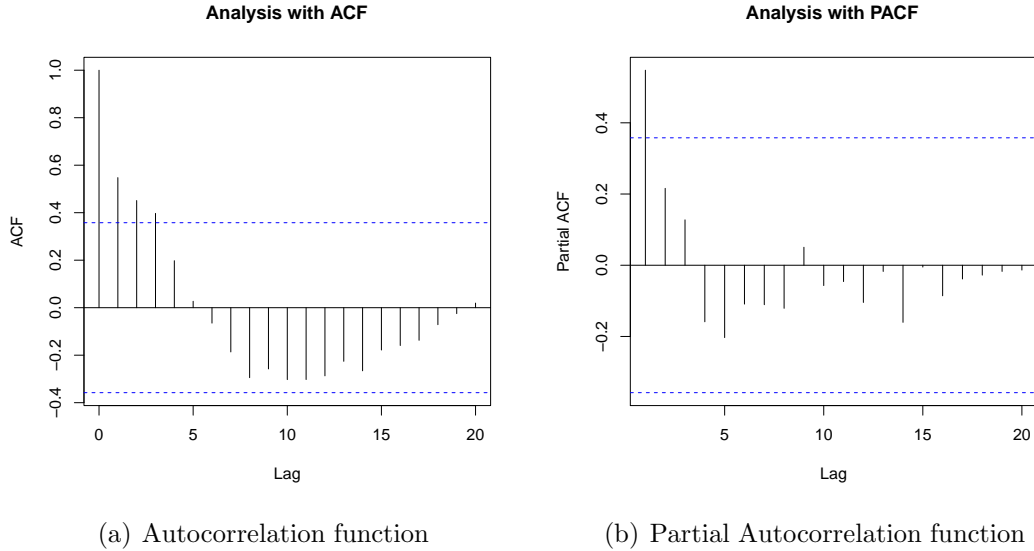 Analysis with ACF
ACF
1.0
0.8
0.6
0.4
0.2
0.0
−0.2
−0.4
0 5 10 15 20
Lag
(a) Autocorrelation function
Analysis with PACF
Partial ACF
0.4
0.2
0.0
−0.2
5 10 15 20
Lag
(b) Partial Autocorrelation function